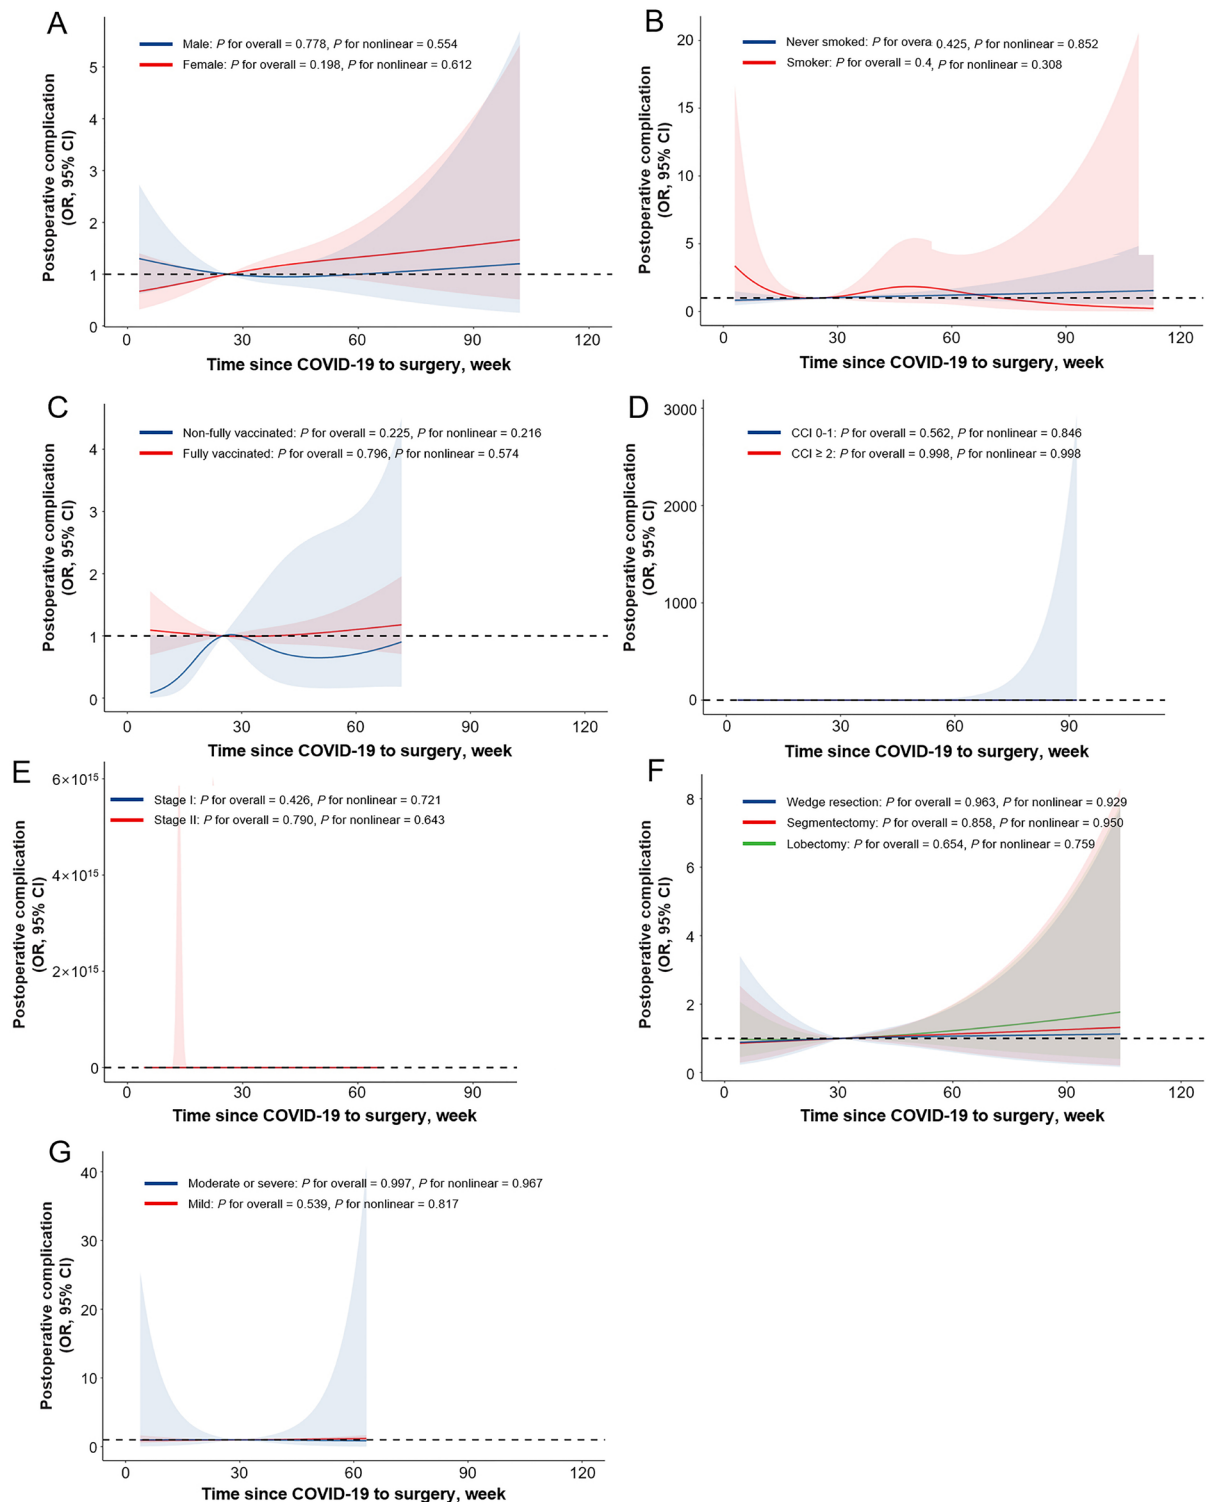 A
Postoperative complication
(OR, 95% CI)
Male: P for overall = 0.778, P for nonlinear = 0.554
Female: P for overall = 0.198, P for nonlinear = 0.612
5
4
3
2
1
0
0 30 60 90 120
Time since COVID-19 to surgery, week
B
Postoperative complication
(OR, 95% CI)
Never smoked: P for overa 0.425, P for nonlinear = 0.852
Smoker: P for overall = 0.4, P for nonlinear = 0.308
20
15
10
5
0
0 30 60 90 120
Time since COVID-19 to surgery, week
C
Postoperative complication
(OR, 95% CI)
Non-fully vaccinated: P for overall = 0.225, P for nonlinear = 0.216
Fully vaccinated: P for overall = 0.796, P for nonlinear = 0.574
4
3
2
1
0
0 30 60 90 120
Time since COVID-19 to surgery, week
D
Postoperative complication
(OR, 95% CI)
CCI 0-1: P for overall = 0.562, P for nonlinear = 0.846
CCI ≥ 2: P for overall = 0.998, P for nonlinear = 0.998
3000
2000
1000
0
0 30 60 90
Time since COVID-19 to surgery, week
E
Postoperative complication
(OR, 95% CI)
Stage I: P for overall = 0.426, P for nonlinear = 0.721
Stage II: P for overall = 0.790, P for nonlinear = 0.643
6×10¹⁵
4×10¹⁵
2×10¹⁵
0
0 30 60 90
Time since COVID-19 to surgery, week
F
Postoperative complication
(OR, 95% CI)
Wedge resection: P for overall = 0.963, P for nonlinear = 0.929
Segmentectomy: P for overall = 0.858, P for nonlinear = 0.950
Lobectomy: P for overall = 0.654, P for nonlinear = 0.759
8
6
4
2
0
0 30 60 90 120
Time since COVID-19 to surgery, week
G
Postoperative complication
(OR, 95% CI)
Moderate or severe: P for overall = 0.997, P for nonlinear = 0.967
Mild: P for overall = 0.539, P for nonlinear = 0.817
40
30
20
10
0
0 30 60 90 120
Time since COVID-19 to surgery, week